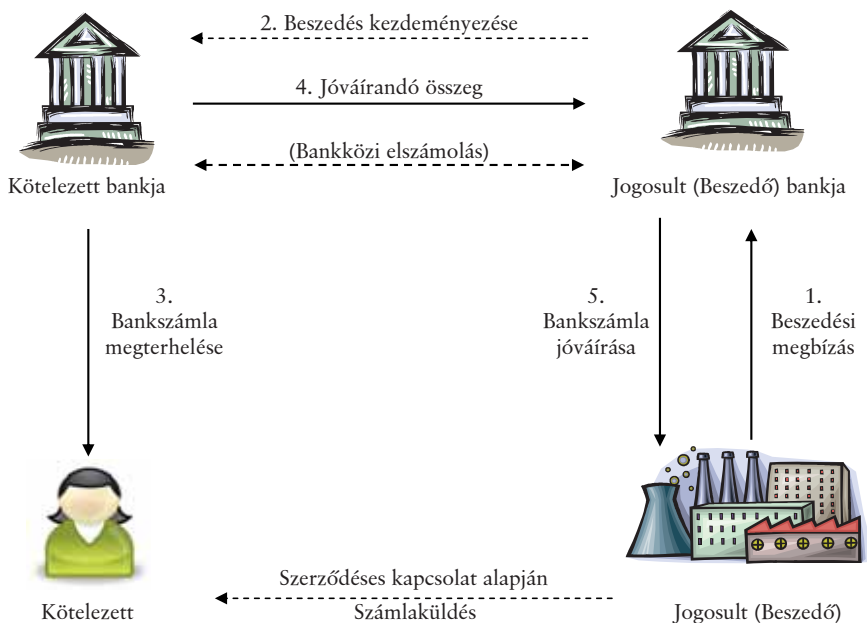 2. Beszedés kezdeményezése
4. Jóváírandó összeg
(Bankközi elszámolás)
Kötelezett bankja
Jogosult (Beszedő) bankja
3.
Bankszámla
megterhelése
5.
Bankszámla
jóváírása
1.
Beszedési
megbízás
Szerződéses kapcsolat alapján
Számlaküldés
Kötelezett
Jogosult (Beszedő)